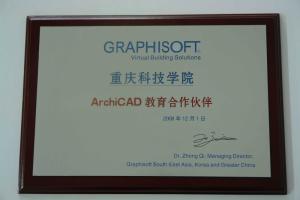 GRAPHISOFT®
Virtual Building Solutions
重庆科技学院
ArchiCAD 教育合作伙伴
2008 年 12 月 1 日
Dr. Zhong Qi, Managing Director,
Graphisoft South East Asia, Korea and Greater China